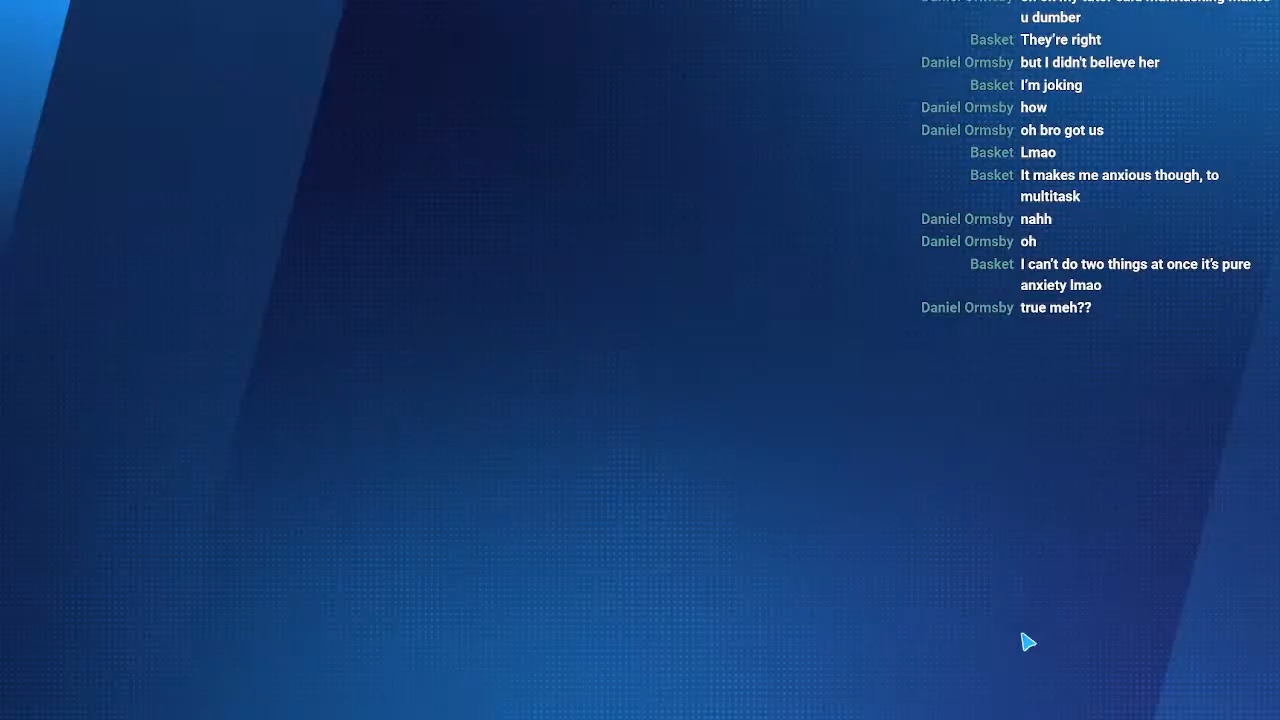 u dumber
Basket They’re right
Daniel Ormsby but I didn't believe her
Basket I’m joking
Daniel Ormsby how
Daniel Ormsby oh bro got us
Basket Lmao
Basket It makes me anxious though, to
multitask
Daniel Ormsby nahh
Daniel Ormsby oh
Basket I can’t do two things at once it’s pure
anxiety lmao
Daniel Ormsby true meh??